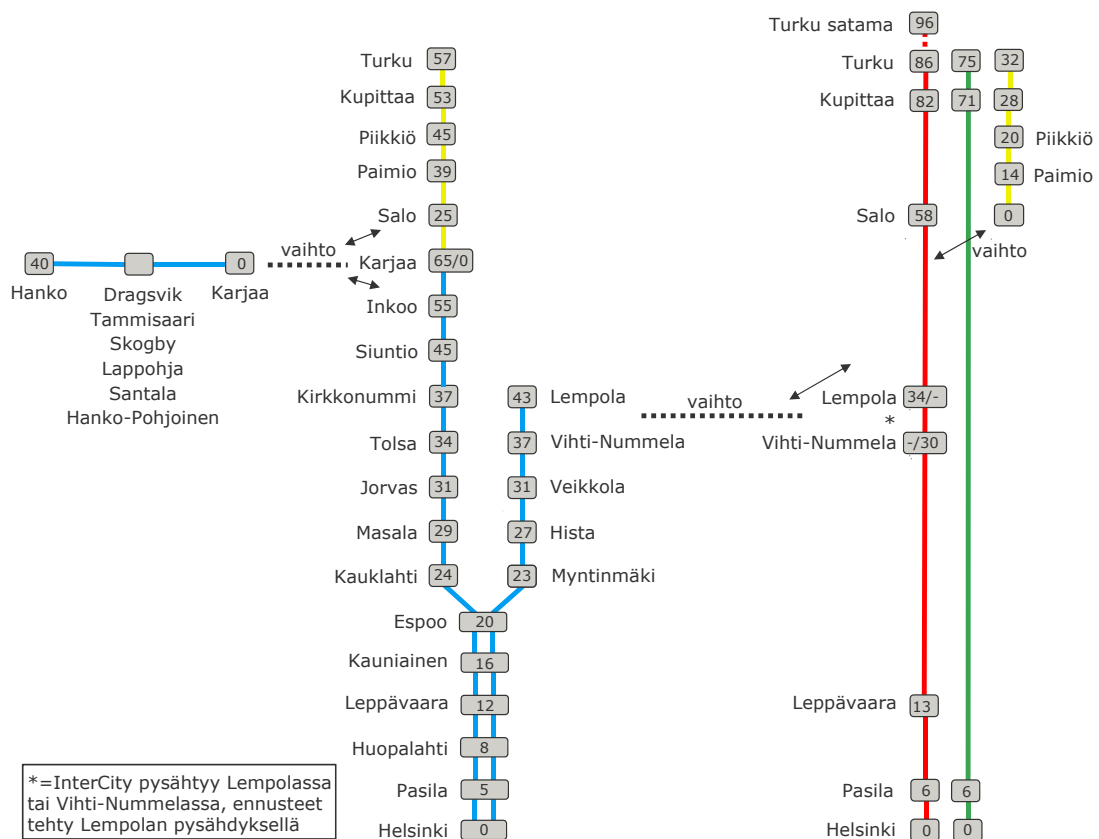 Turku satama 96
Turku 57
Turku 86 75 32
Kupittaa 53
Kupittaa 82 71 28
Piikkiö 45
20 Piikkiö
Paimio 39
14 Paimio
Salo 25
Salo 58 0
vaihto
vaihto
40 0
Karjaa 65/0
Hanko Dragsvik Karjaa
Tammisaari
Skogby
Lappohja
Santala
Hanko-Pohjoinen
Inkoo 55
Siuntio 45
Kirkkonummi 37
43 Lempola
vaihto
Lempola 34/-
*
Tolsa 34
37 Vihti-Nummela
Vihti-Nummela -/30
Jorvas 31
31 Veikkola
Masala 29
27 Hista
Kauklahti 24
23 Myntinmäki
Espoo 20
Kauniainen 16
Leppävaara 12
Leppävaara 13
Huopalahti 8
Pasila 5
Pasila 6 6
Helsinki 0
Helsinki 0 0
*=InterCity pysähtyy Lempolassa
tai Vihti-Nummelassa, ennusteet
tehty Lempolan pysähdyksellä